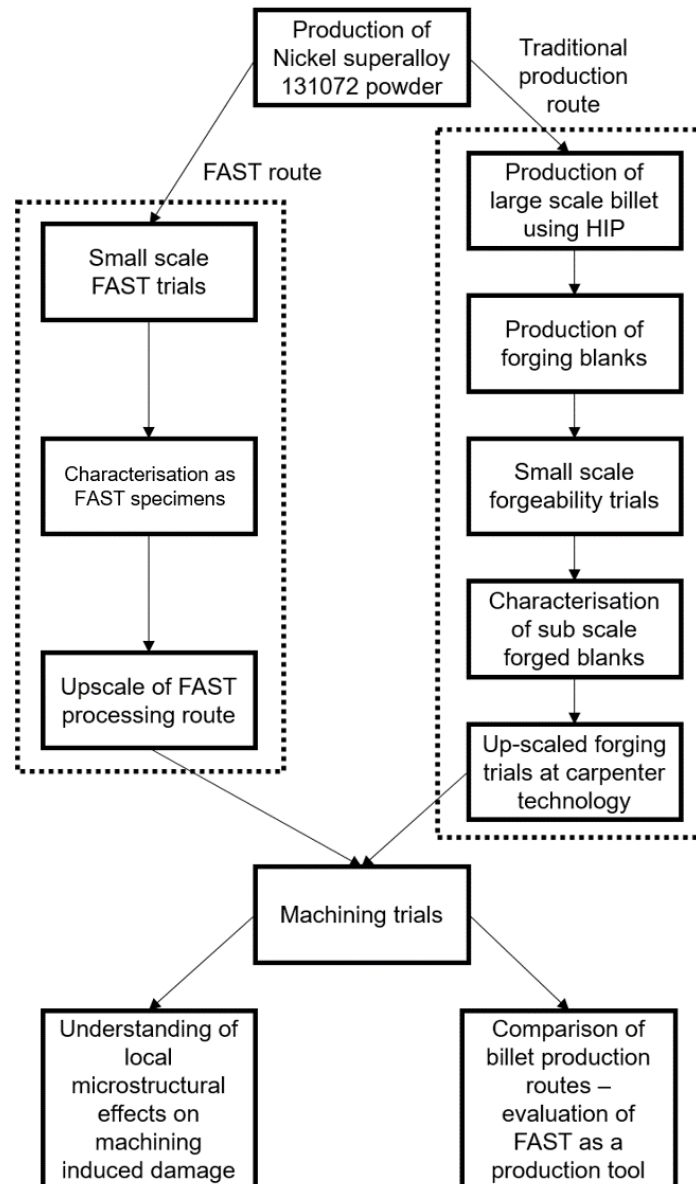 Production of
Nickel superalloy
131072 powder
Traditional
production
route
FAST route
Small scale
FAST trials
Characterisation as
FAST specimens
Upscale of FAST
processing route
Production of
large scale billet
using HIP
Production of
forging blanks
Small scale
forgeability trials
Characterisation
of sub scale
forged blanks
Up-scaled forging
trials at carpenter
technology
Machining trials
Understanding of
local
microstructural
effects on
machining
induced damage
Comparison of
billet production
routes –
evaluation of
FAST as a
production tool